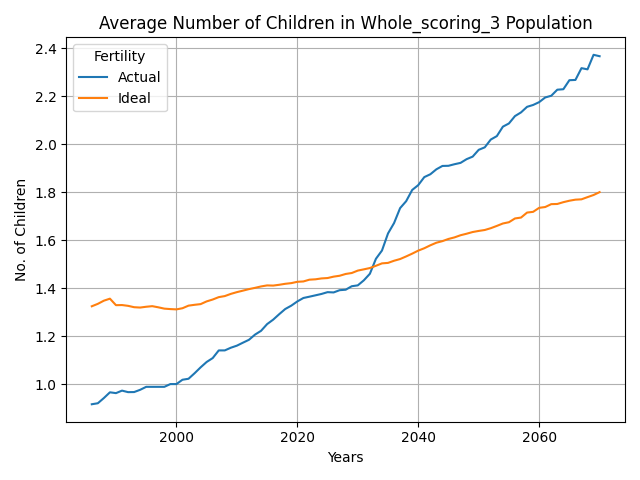 Average Number of Children in Whole_scoring_3 Population
Fertility
Actual
Ideal
No. of Children
2.4
2.2
2.0
1.8
1.6
1.4
1.2
1.0
2000 2020 2040 2060
Years